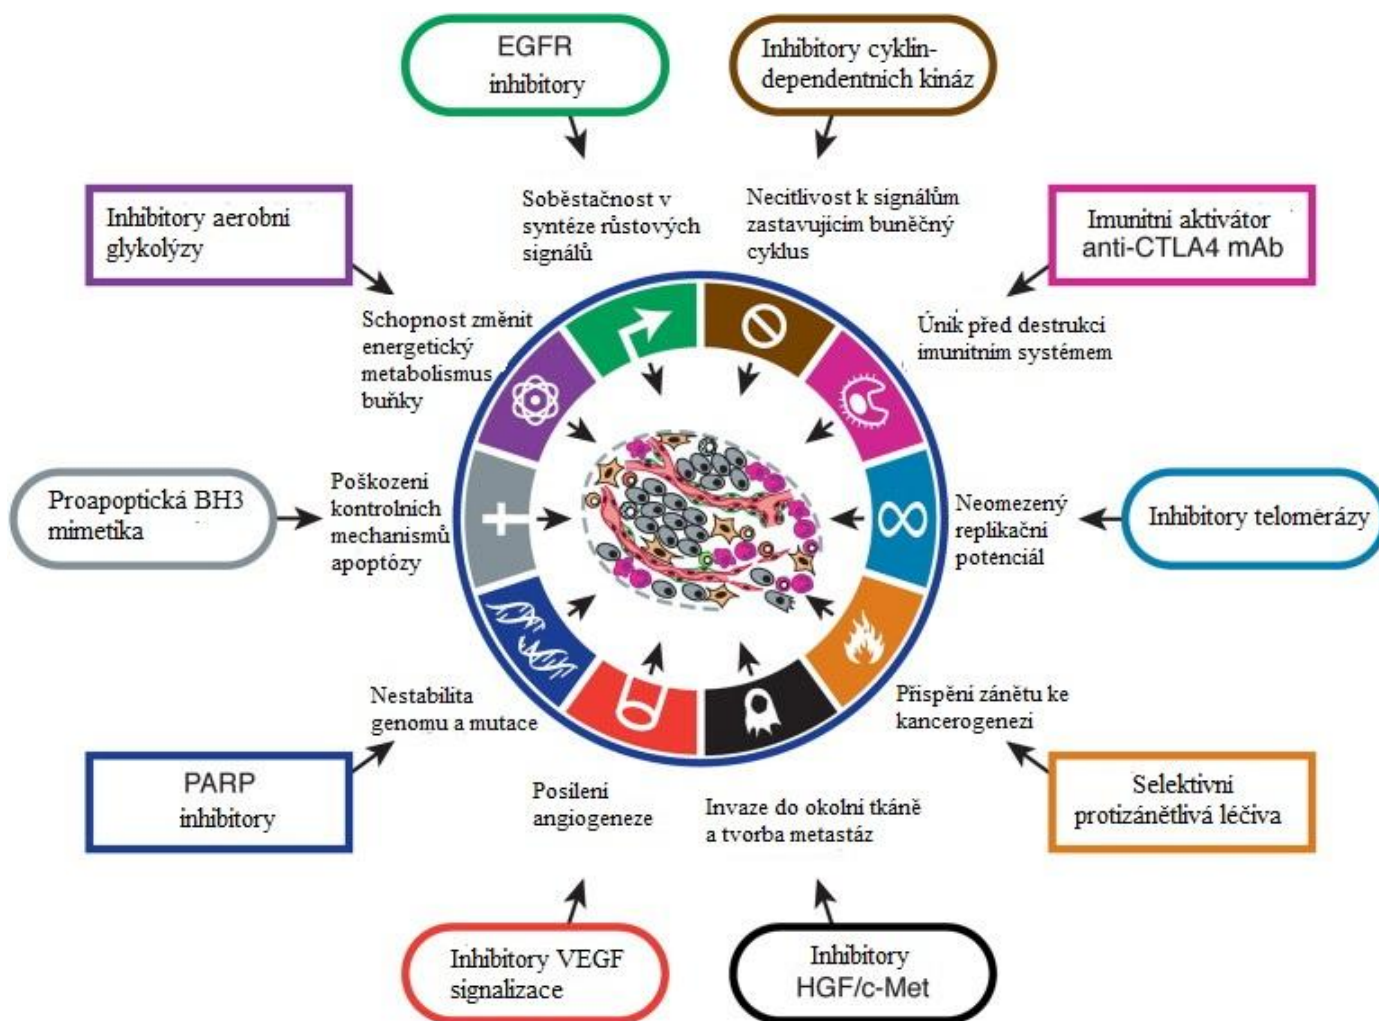 EGFR
inhibitory
Inhibitory cyklin-
dependentních kináz
Inhibitory aerobní
glykolýzy
Soběstačnost v
syntéze růstových
signálů
Necitlivost k signálům
zastavujícím buněčný
cyklus
Imunitní aktivátor
anti-CTLA4 mAb
Schopnost změnit
energetický
metabolismus
buňky
Únik před destrukcí
imunitním systémem
Proapoptická BH3
mimetika
Poškození
kontrolních
mechanismů
apoptózy
Neomezený
replikační
potenciál
Inhibitory telomerázy
Nestabilita
genomu a mutace
Přispění zánětu ke
kancerogenezi
PARP
inhibitory
Posílení
angiogeneze
Invaze do okolní tkáně
a tvorba metastáz
Selektivní
protizánětlivá léčiva
Inhibitory VEGF
signalizace
Inhibitory
HGF/c-Met